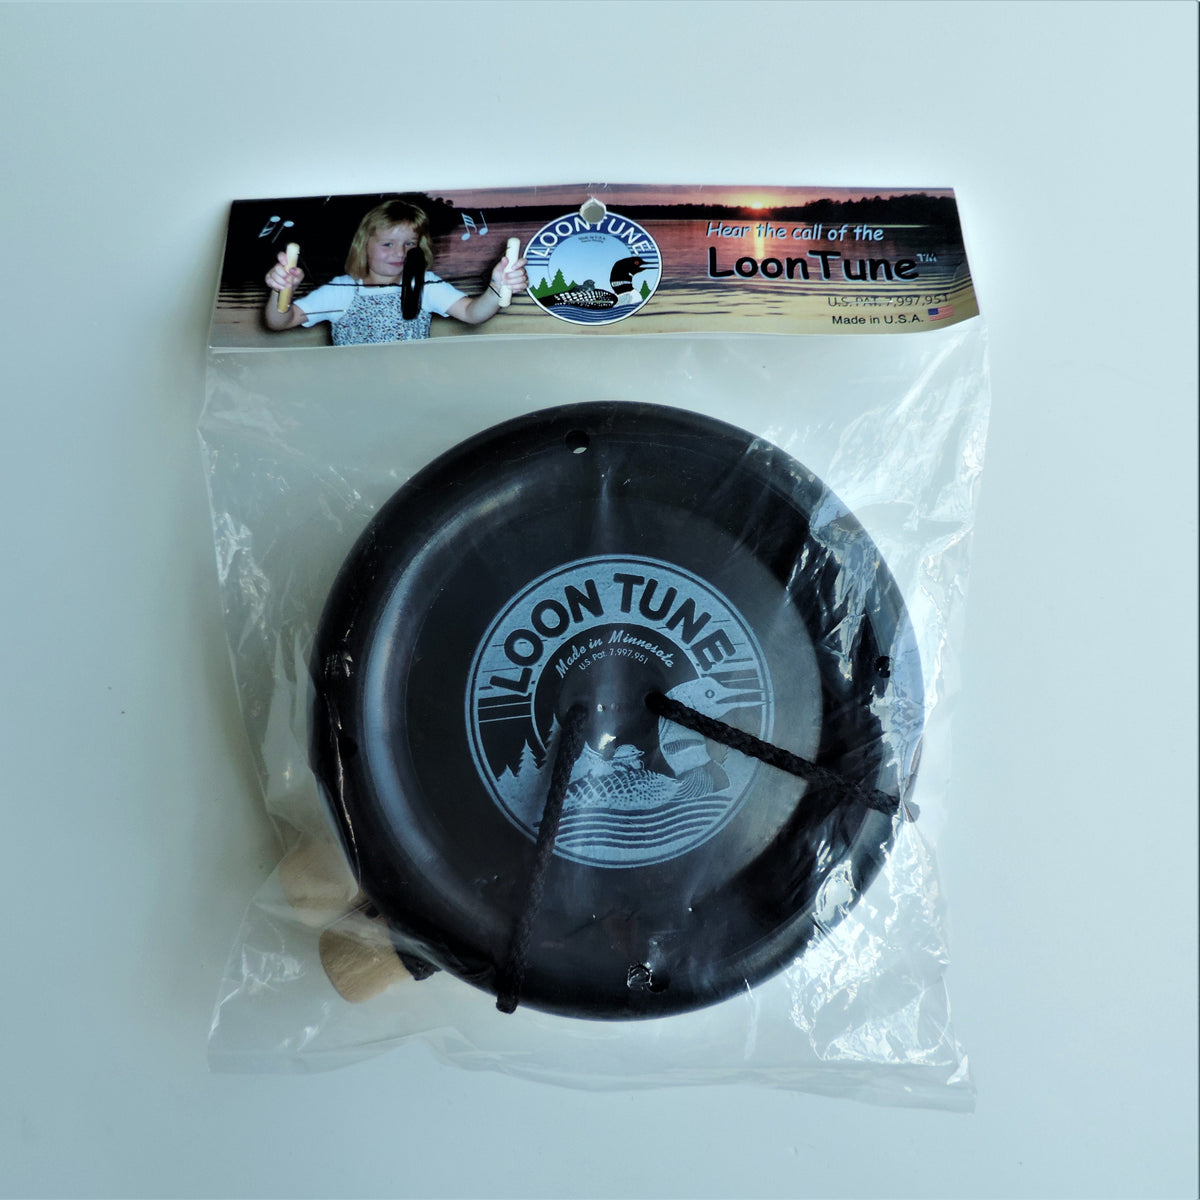 Hear the call of the
LoonTune™
U.S. PAT. 7,997,951
Made in U.S.A.
LOONTUNE
LOON TUNE
Made in Minnesota
U.S. Pat. 7,997,951